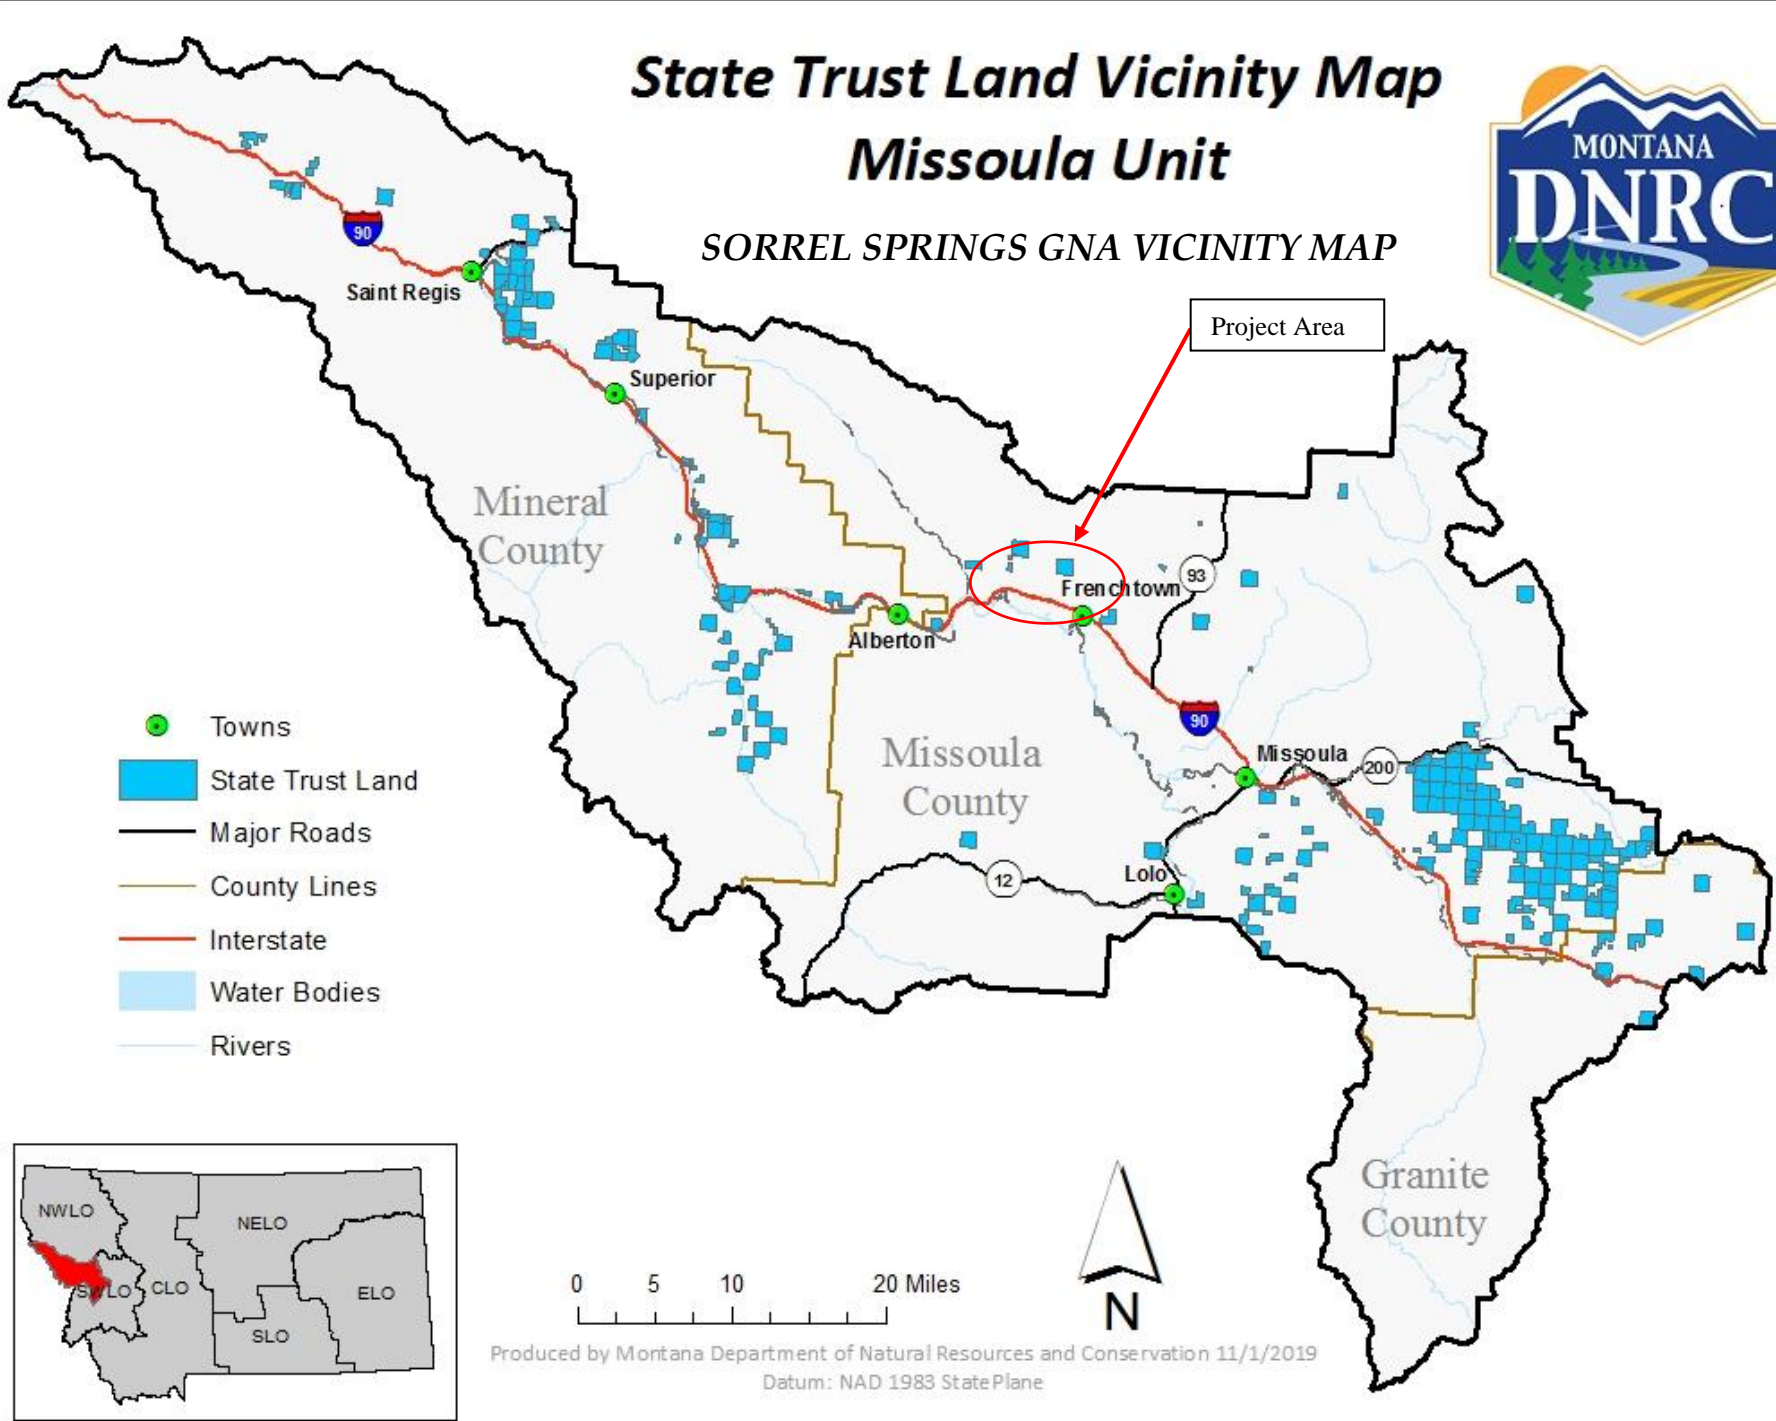 State Trust Land Vicinity Map
Missoula Unit
SORREL SPRINGS GNA VICINITY MAP
MONTANA
DNRC
Project Area
90
Saint Regis
Superior
Mineral
County
Frenchtown
93
Alberton
90
Missoula
200
Missoula
County
12
Lolo
Towns
State Trust Land
Major Roads
County Lines
Interstate
Water Bodies
Rivers
Granite
County
NWLO
NELO
CLO
ELO
SLO
0 5 10 20 Miles
N
Produced by Montana Department of Natural Resources and Conservation 11/1/2019
Datum: NAD 1983 StatePlane